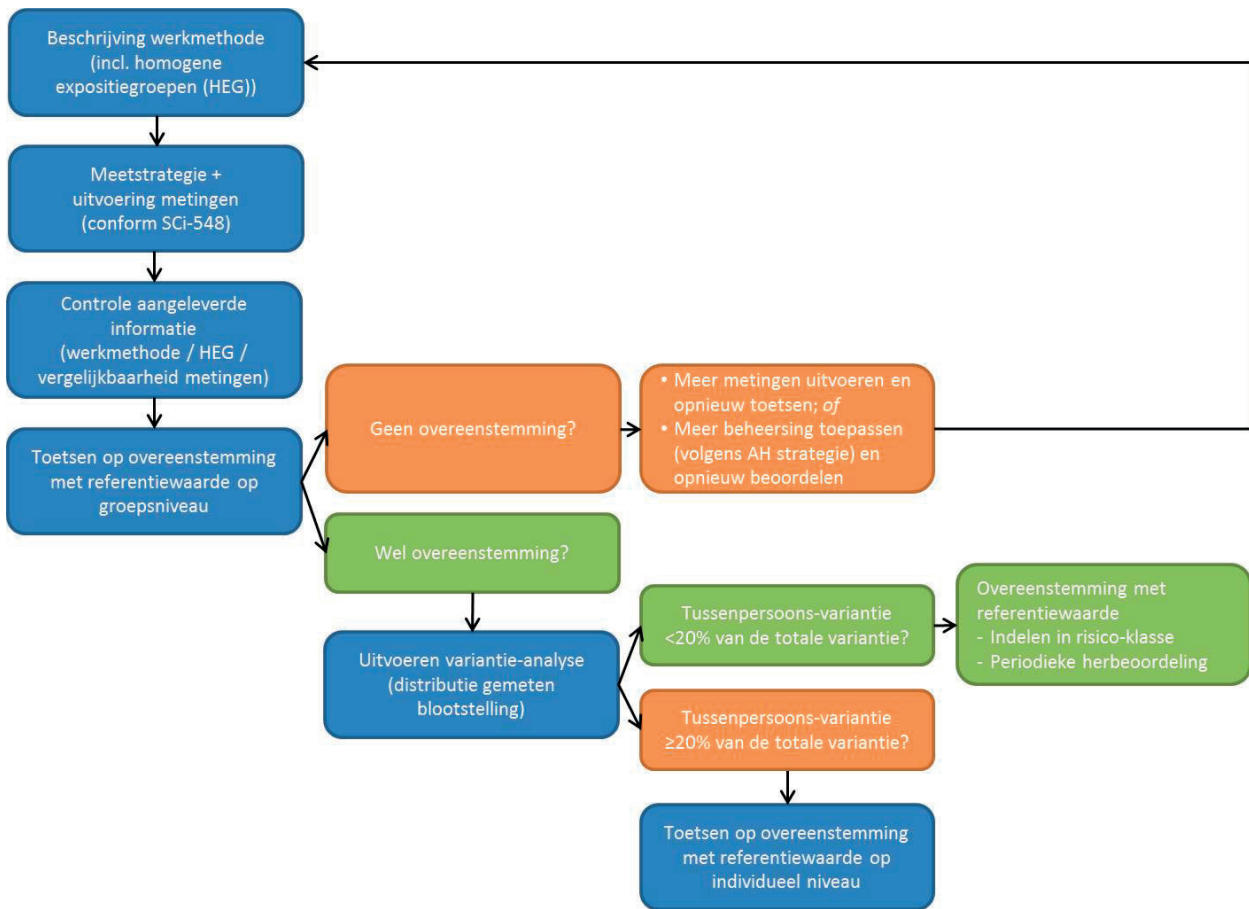 Beschrijving werkmethode
(incl. homogene
expositiegroepen (HEG))
Meetstrategie +
uitvoering metingen
(conform SCi-548)
Controle aangeleverde
informatie
(werkmethode / HEG /
vergelijkbaarheid metingen)
Toetsen op overeenstemming
met referentiewaarde op
groepsniveau
Geen overeenstemming?
• Meer metingen uitvoeren en
opnieuw toetsen; of
• Meer beheersing toepassen
(volgens AH strategie) en
opnieuw beoordelen
Wel overeenstemming?
Uitvoeren variantie-analyse
(distributie gemeten
blootstelling)
Tussenpersoons-variantie
<20% van de totale variantie?
Overeenstemming met
referentiewaarde
- Indelen in risico-klasse
- Periodieke herbeoordeling
Tussenpersoons-variantie
≥20% van de totale variantie?
Toetsen op overeenstemming
met referentiewaarde op
individueel niveau